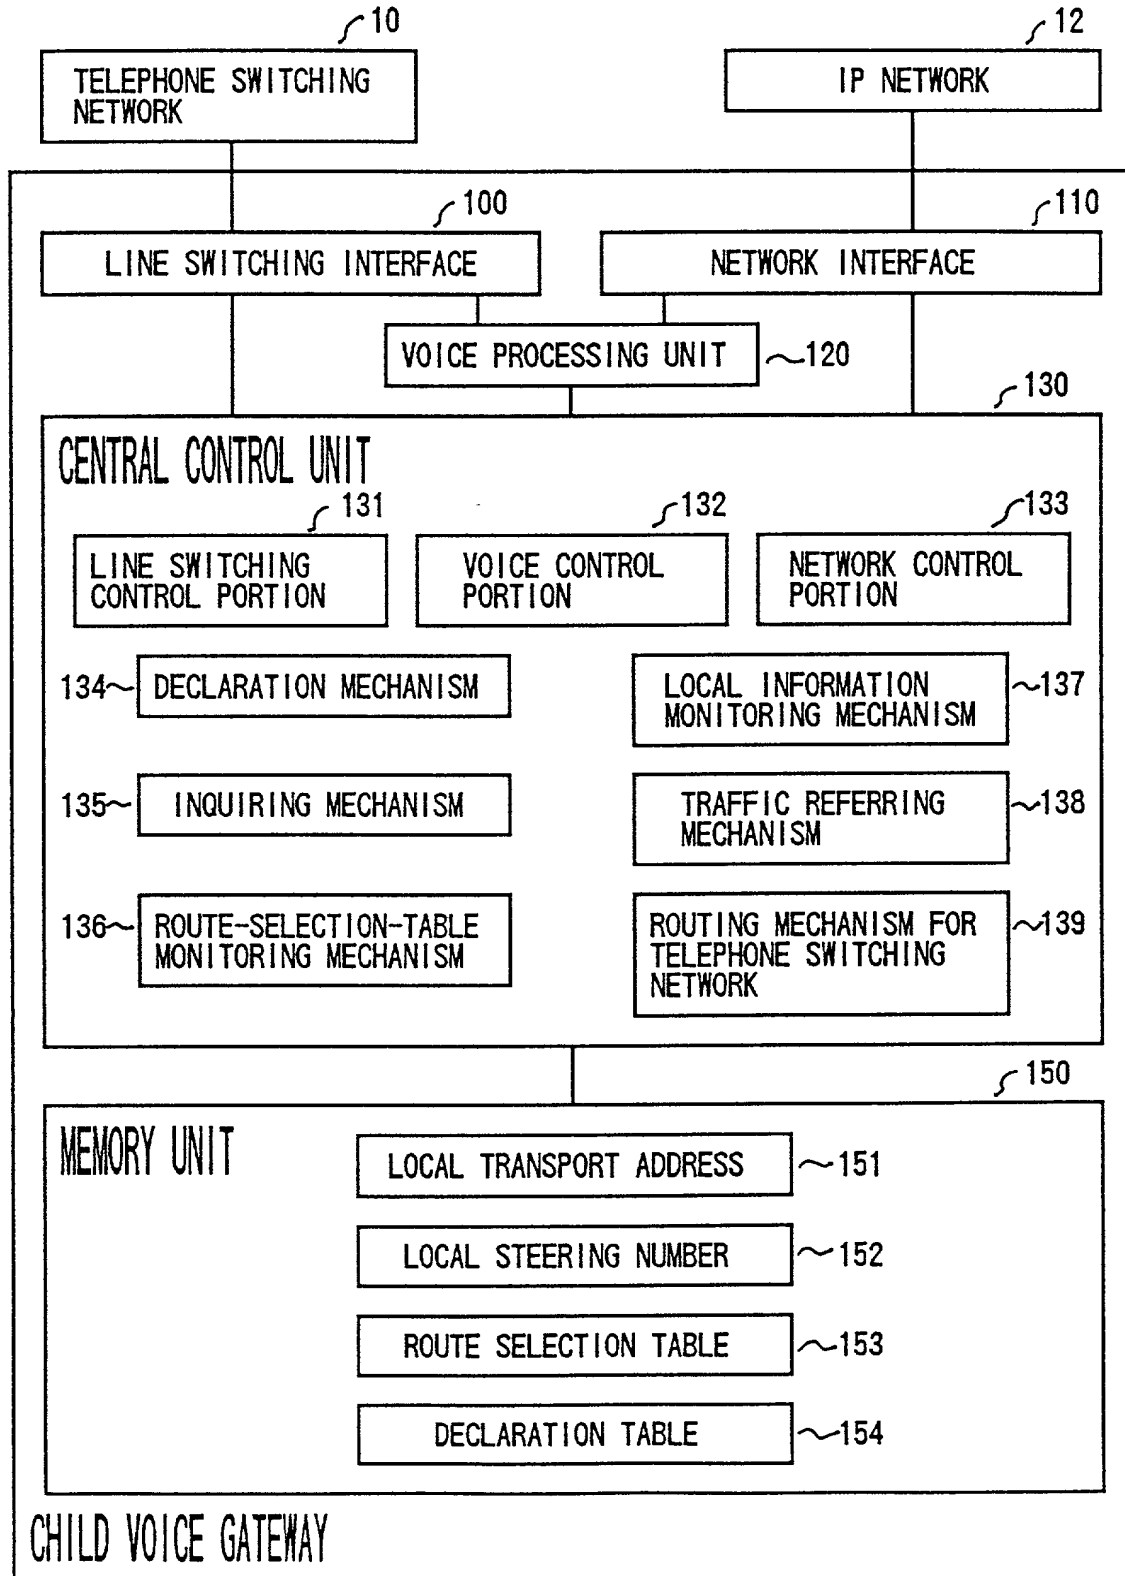 10
12
TELEPHONE SWITCHING
NETWORK
IP NETWORK
100
110
LINE SWITCHING INTERFACE
NETWORK INTERFACE
VOICE PROCESSING UNIT
120
130
CENTRAL CONTROL UNIT
131
132
133
LINE SWITCHING
CONTROL PORTION
VOICE CONTROL
PORTION
NETWORK CONTROL
PORTION
134
DECLARATION MECHANISM
LOCAL INFORMATION
MONITORING MECHANISM
137
135
INQUIRING MECHANISM
TRAFFIC REFERRING
MECHANISM
138
136
ROUTE-SELECTION-TABLE
MONITORING MECHANISM
ROUTING MECHANISM FOR
TELEPHONE SWITCHING
NETWORK
139
150
MEMORY UNIT
LOCAL TRANSPORT ADDRESS
151
LOCAL STEERING NUMBER
152
ROUTE SELECTION TABLE
153
DECLARATION TABLE
154
CHILD VOICE GATEWAY